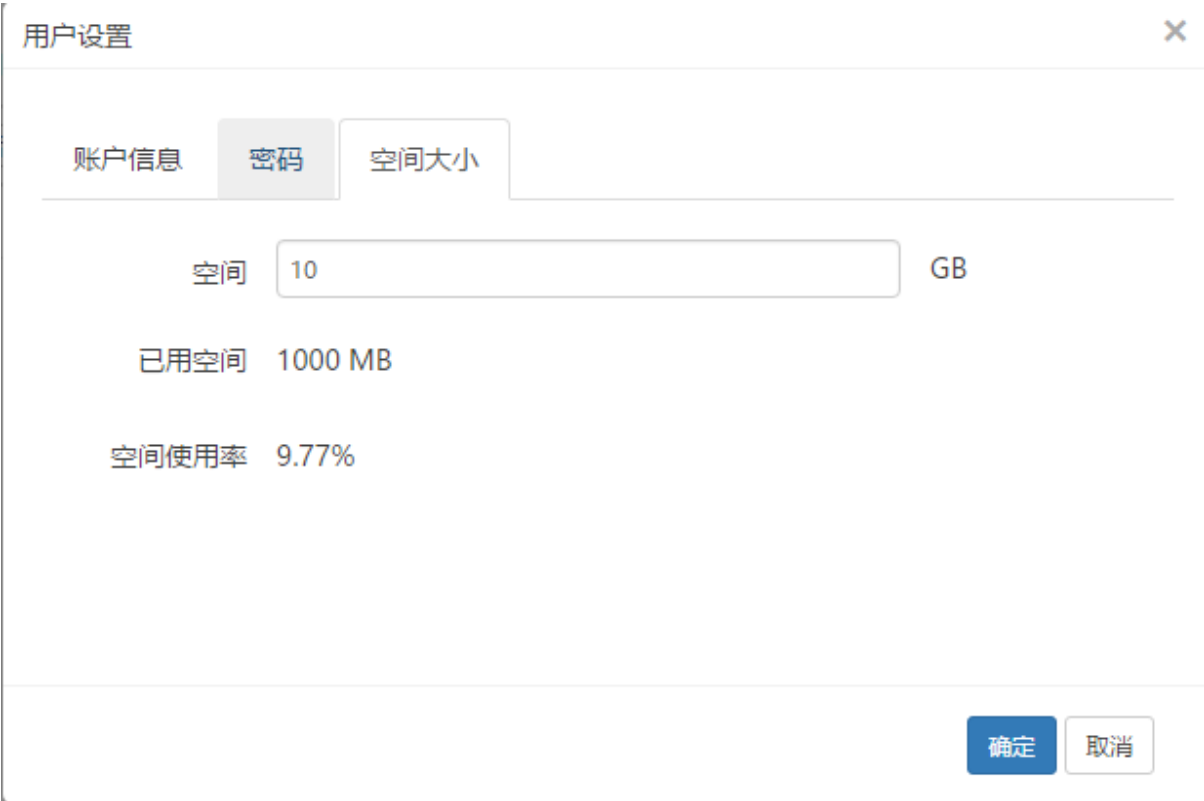 用户设置 ×
账户信息 密码 空间大小
空间 10 GB
已用空间 1000 MB
空间使用率 9.77%
确定 取消